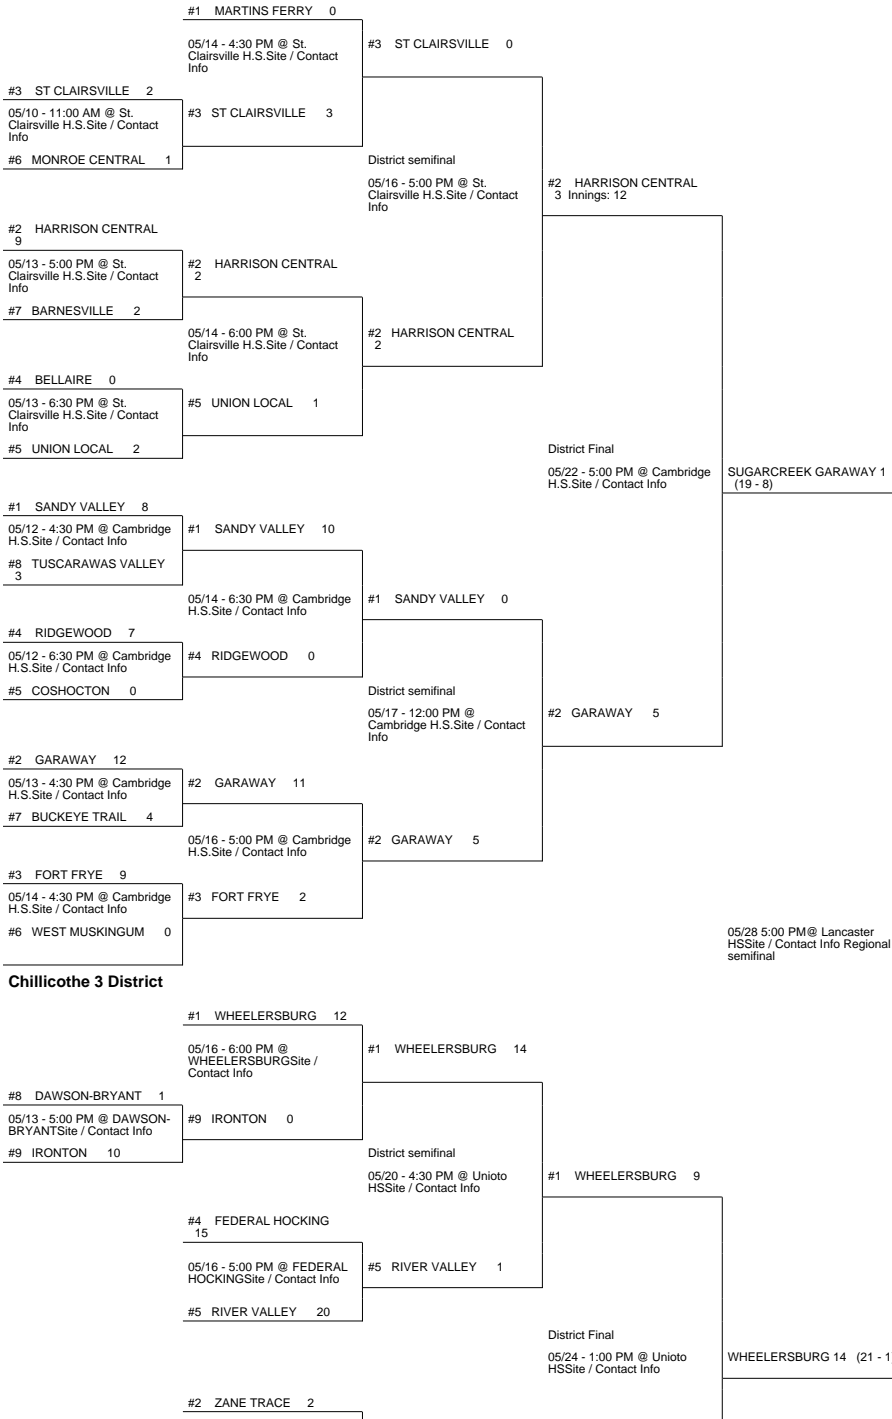 #1 MARTINS FERRY 0
05/14 - 4:30 PM @ St.
Clairsville H.S.Site / Contact
Info
#3 ST CLAIRSVILLE 0
#3 ST CLAIRSVILLE 2
05/10 - 11:00 AM @ St.
Clairsville H.S.Site / Contact
Info
#3 ST CLAIRSVILLE 3
#6 MONROE CENTRAL 1
District semifinal
05/16 - 5:00 PM @ St.
Clairsville H.S.Site / Contact
Info
#2 HARRISON CENTRAL
3 Innings: 12
#2 HARRISON CENTRAL
9
05/13 - 5:00 PM @ St.
Clairsville H.S.Site / Contact
Info
#2 HARRISON CENTRAL
2
#7 BARNESVILLE 2
05/14 - 6:00 PM @ St.
Clairsville H.S.Site / Contact
Info
#2 HARRISON CENTRAL
2
#4 BELLAIRE 0
05/13 - 6:30 PM @ St.
Clairsville H.S.Site / Contact
Info
#5 UNION LOCAL 1
#5 UNION LOCAL 2
District Final
05/22 - 5:00 PM @ Cambridge
H.S.Site / Contact Info
SUGARCREEK GARAWAY 1
(19 - 8)
#1 SANDY VALLEY 8
05/12 - 4:30 PM @ Cambridge
H.S.Site / Contact Info
#1 SANDY VALLEY 10
#8 TUSCARAWAS VALLEY
3
05/14 - 6:30 PM @ Cambridge
H.S.Site / Contact Info
#1 SANDY VALLEY 0
#4 RIDGEWOOD 7
05/12 - 6:30 PM @ Cambridge
H.S.Site / Contact Info
#4 RIDGEWOOD 0
#5 COSHOCTON 0
District semifinal
05/17 - 12:00 PM @
Cambridge H.S.Site / Contact
Info
#2 GARAWAY 5
#2 GARAWAY 12
05/13 - 4:30 PM @ Cambridge
H.S.Site / Contact Info
#2 GARAWAY 11
#7 BUCKEYE TRAIL 4
05/16 - 5:00 PM @ Cambridge
H.S.Site / Contact Info
#2 GARAWAY 5
#3 FORT FRYE 9
05/14 - 4:30 PM @ Cambridge
H.S.Site / Contact Info
#3 FORT FRYE 2
#6 WEST MUSKINGUM 0
05/28 5:00 PM@ Lancaster
HSSite / Contact Info Regional
semifinal
Chillicothe 3 District
#1 WHEELERSBURG 12
05/16 - 6:00 PM @
WHEELERSBURGSite /
Contact Info
#1 WHEELERSBURG 14
#8 DAWSON-BRYANT 1
05/13 - 5:00 PM @ DAWSON-
BRYANTSite / Contact Info
#9 IRONTON 0
#9 IRONTON 10
District semifinal
05/20 - 4:30 PM @ Unioto
HSSite / Contact Info
#1 WHEELERSBURG 9
#4 FEDERAL HOCKING
15
05/16 - 5:00 PM @ FEDERAL
HOCKINGSite / Contact Info
#5 RIVER VALLEY 1
#5 RIVER VALLEY 20
District Final
05/24 - 1:00 PM @ Unioto
HSSite / Contact Info
WHEELERSBURG 14 (21 - 1
#2 ZANE TRACE 2